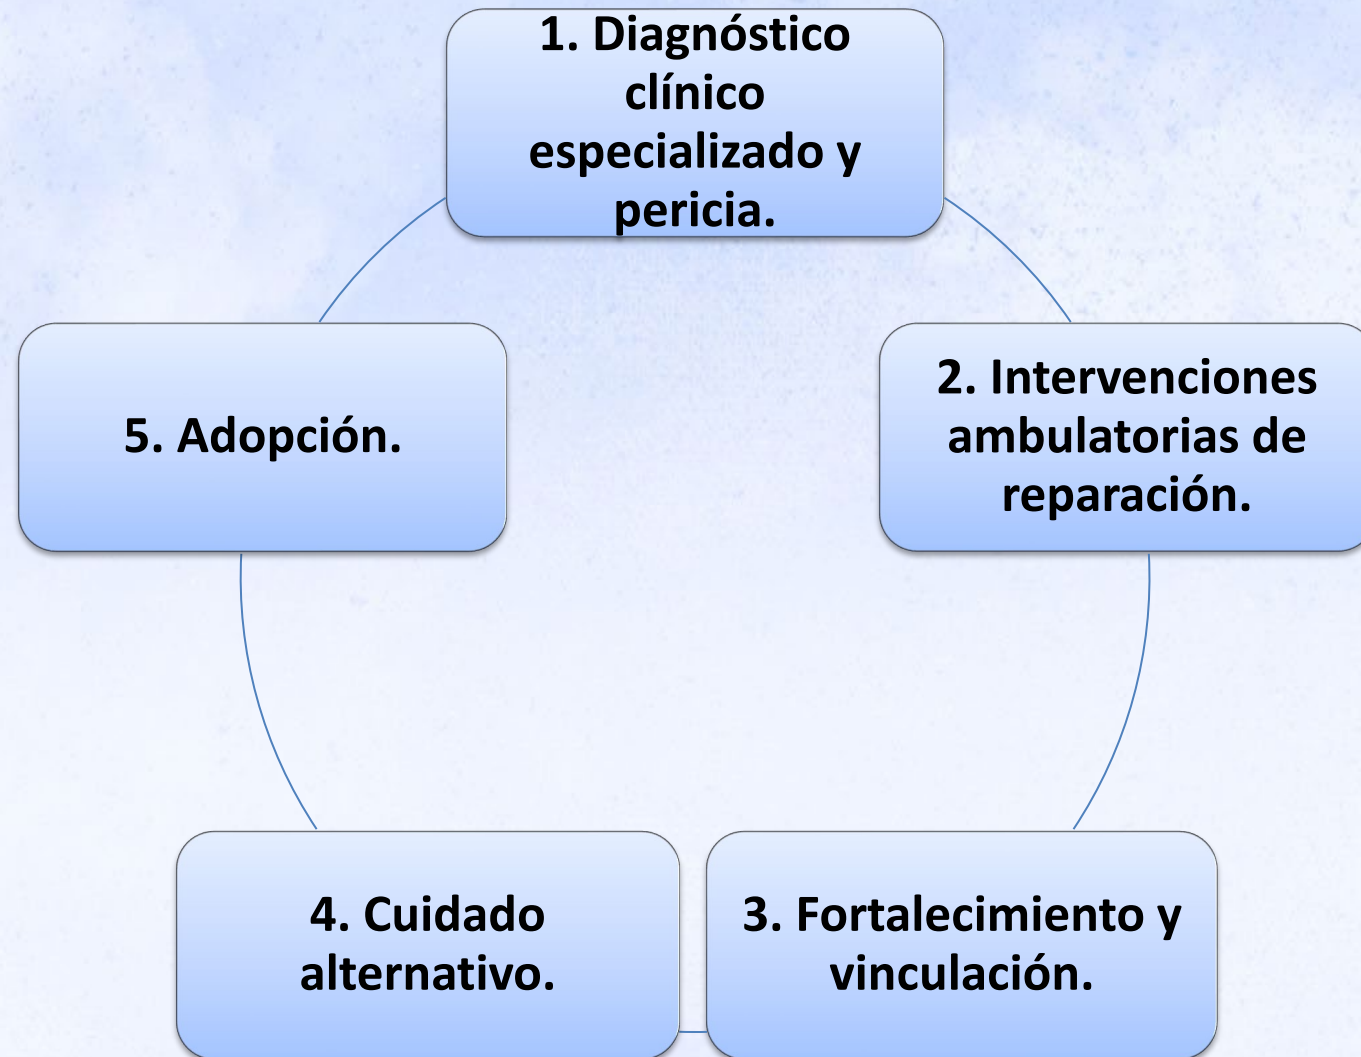 1. Diagnóstico
clínico
especializado y
pericia.
2. Intervenciones
ambulatorias de
reparación.
3. Fortalecimiento y
vinculación.
4. Cuidado
alternativo.
5. Adopción.